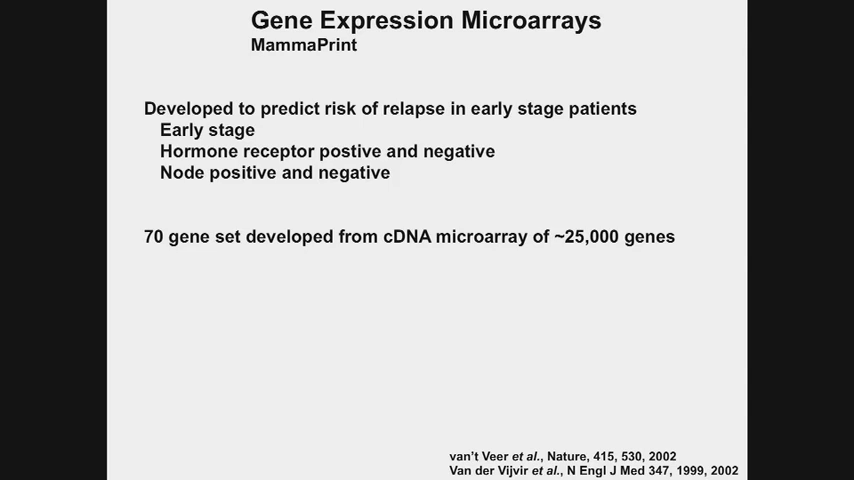 Gene Expression Microarrays
MammaPrint
Developed to predict risk of relapse in early stage patients
Early stage
Hormone receptor postive and negative
Node positive and negative
70 gene set developed from cDNA microarray of ~25,000 genes
van't Veer et al., Nature, 415, 530, 2002
Van der Vijvir et al., N Engl J Med 347, 1999, 2002